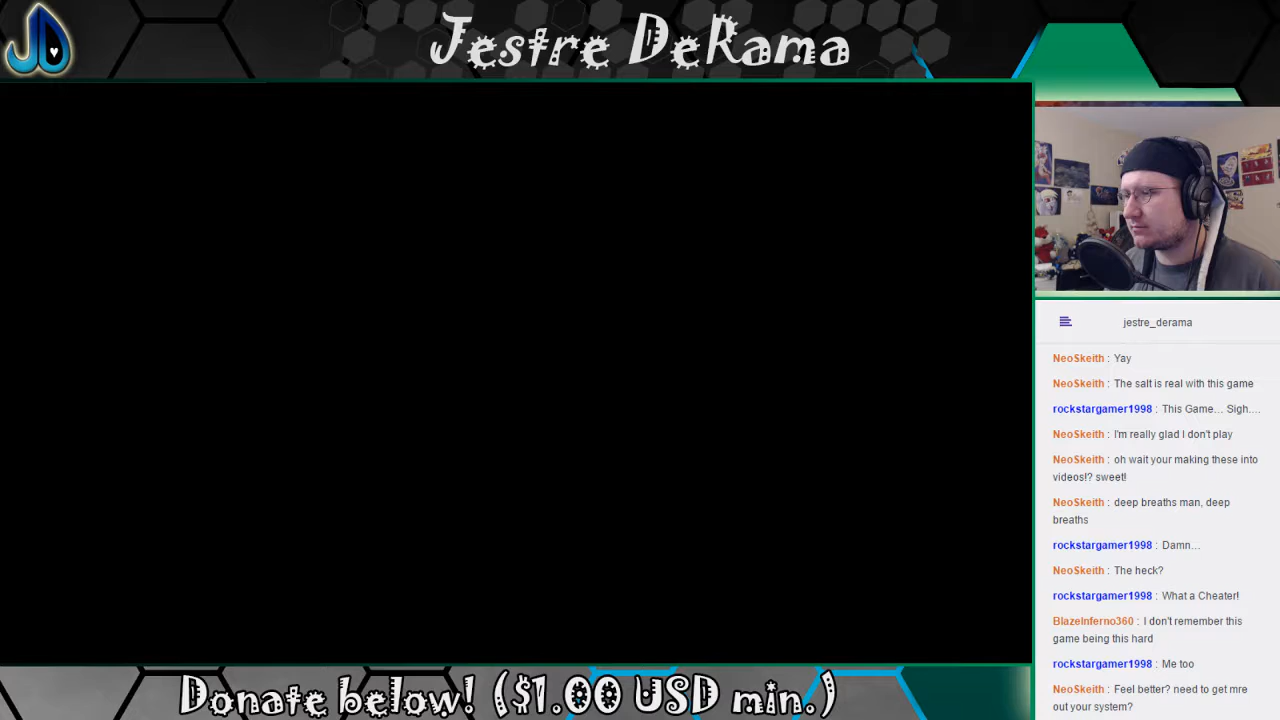 JD
Jestre DeRama
jestre_derama
NeoSkeith : Yay
NeoSkeith : The salt is real with this game
rockstargamer1998 : This Game... Sigh....
NeoSkeith : I'm really glad I don't play
NeoSkeith : oh wait your making these into
videos!? sweet!
NeoSkeith : deep breaths man, deep
breaths
rockstargamer1998 : Damn...
NeoSkeith : The heck?
rockstargamer1998 : What a Cheater!
BlazeInferno360 : I don't remember this
game being this hard
rockstargamer1998 : Me too
NeoSkeith : Feel better? need to get mre
out your system?
Donate below! ($1.00 USD min.)